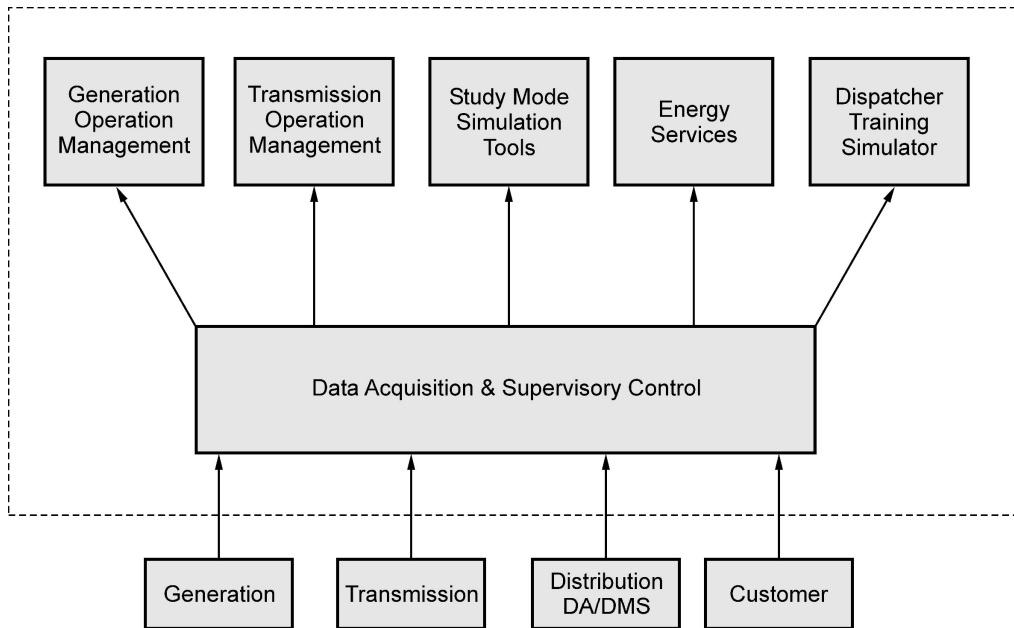 Generation
Operation
Management
Transmission
Operation
Management
Study Mode
Simulation
Tools
Energy
Services
Dispatcher
Training
Simulator
Data Acquisition & Supervisory Control
Generation
Transmission
Distribution
DA/DMS
Customer